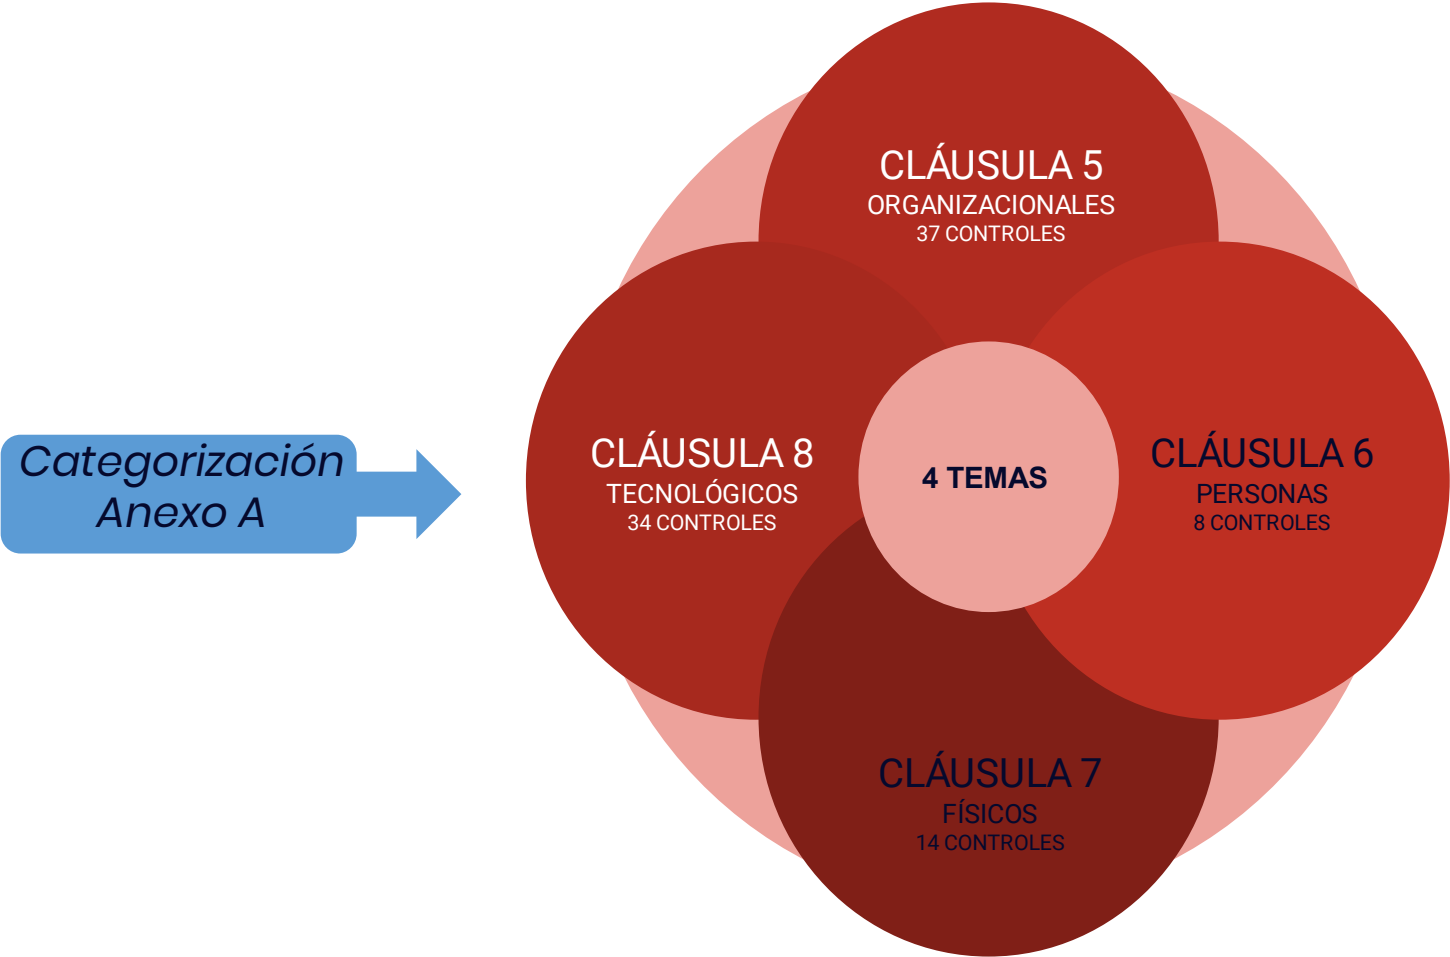 Categorización
Anexo A
CLÁUSULA 5
ORGANIZACIONALES
37 CONTROLES
CLÁUSULA 8
TECNOLÓGICOS
34 CONTROLES
4 TEMAS
CLÁUSULA 6
PERSONAS
8 CONTROLES
CLÁUSULA 7
FÍSICOS
14 CONTROLES